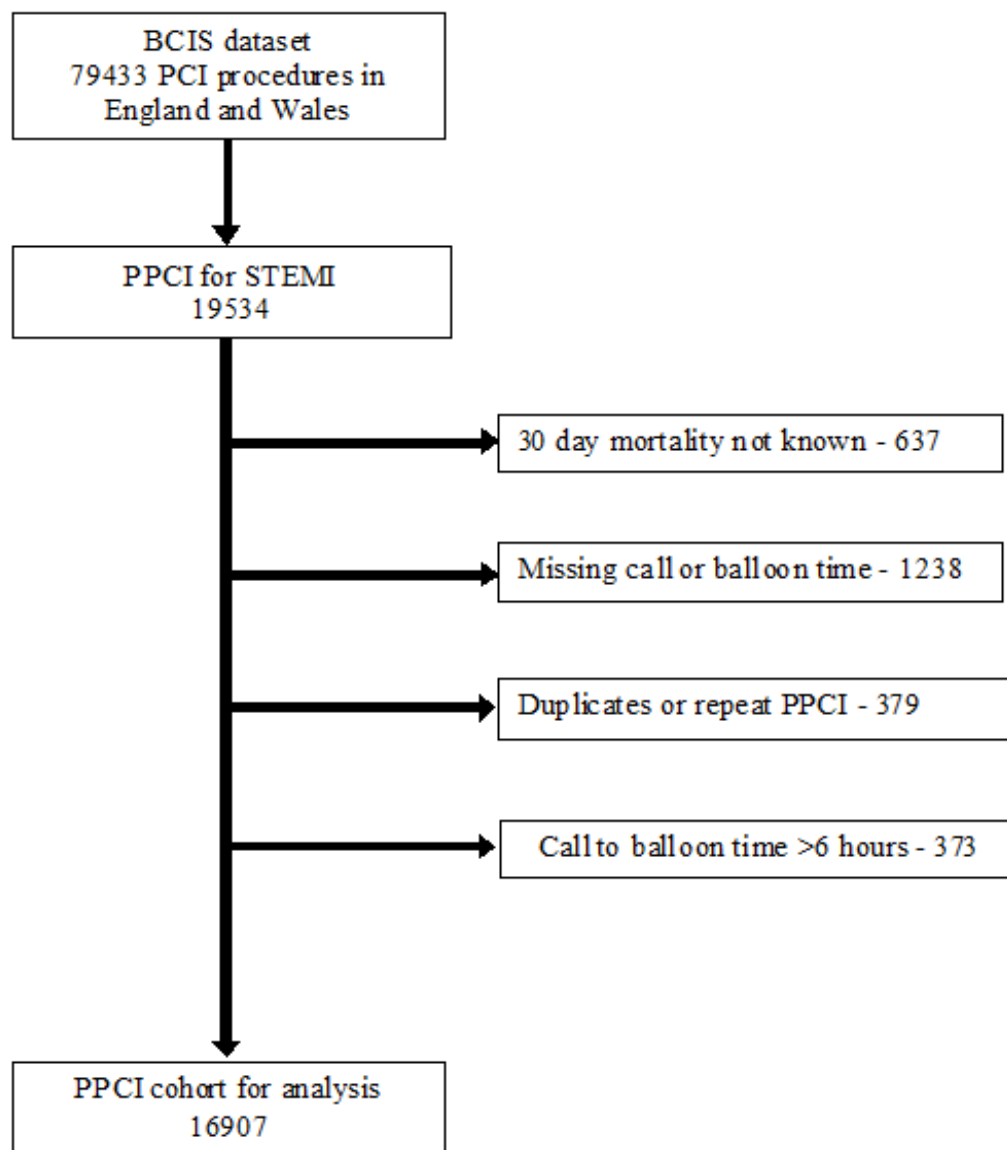 BCIS dataset
79433 PCI procedures in
England and Wales
PPCI for STEMI
19534
30 day mortality not known - 637
Missing call or balloon time - 1238
Duplicates or repeat PPCI - 379
Call to balloon time >6 hours - 373
PPCI cohort for analysis
16907